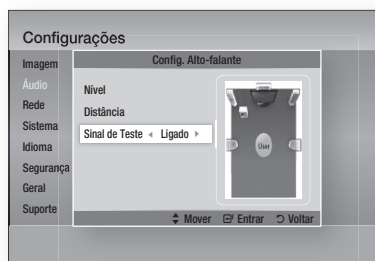 Configurações
Imagem
Áudio
Rede
Sistema
Idioma
Segurança
Geral
Suporte
Config. Alto-falante
Nível
Distância
Sinal de Teste ◄ Ligado ►
User
Mover Entrar Voltar